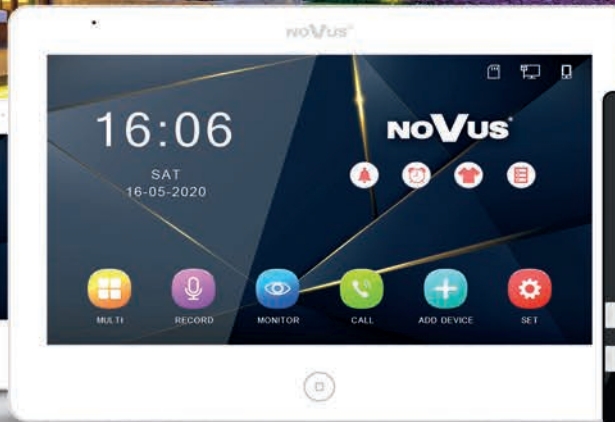 NOVUS®
16:06
NOVUS®
SAT
16-05-2020
MULTI
RECORD
MONITOR
CALL
ADD DEVICE
SET